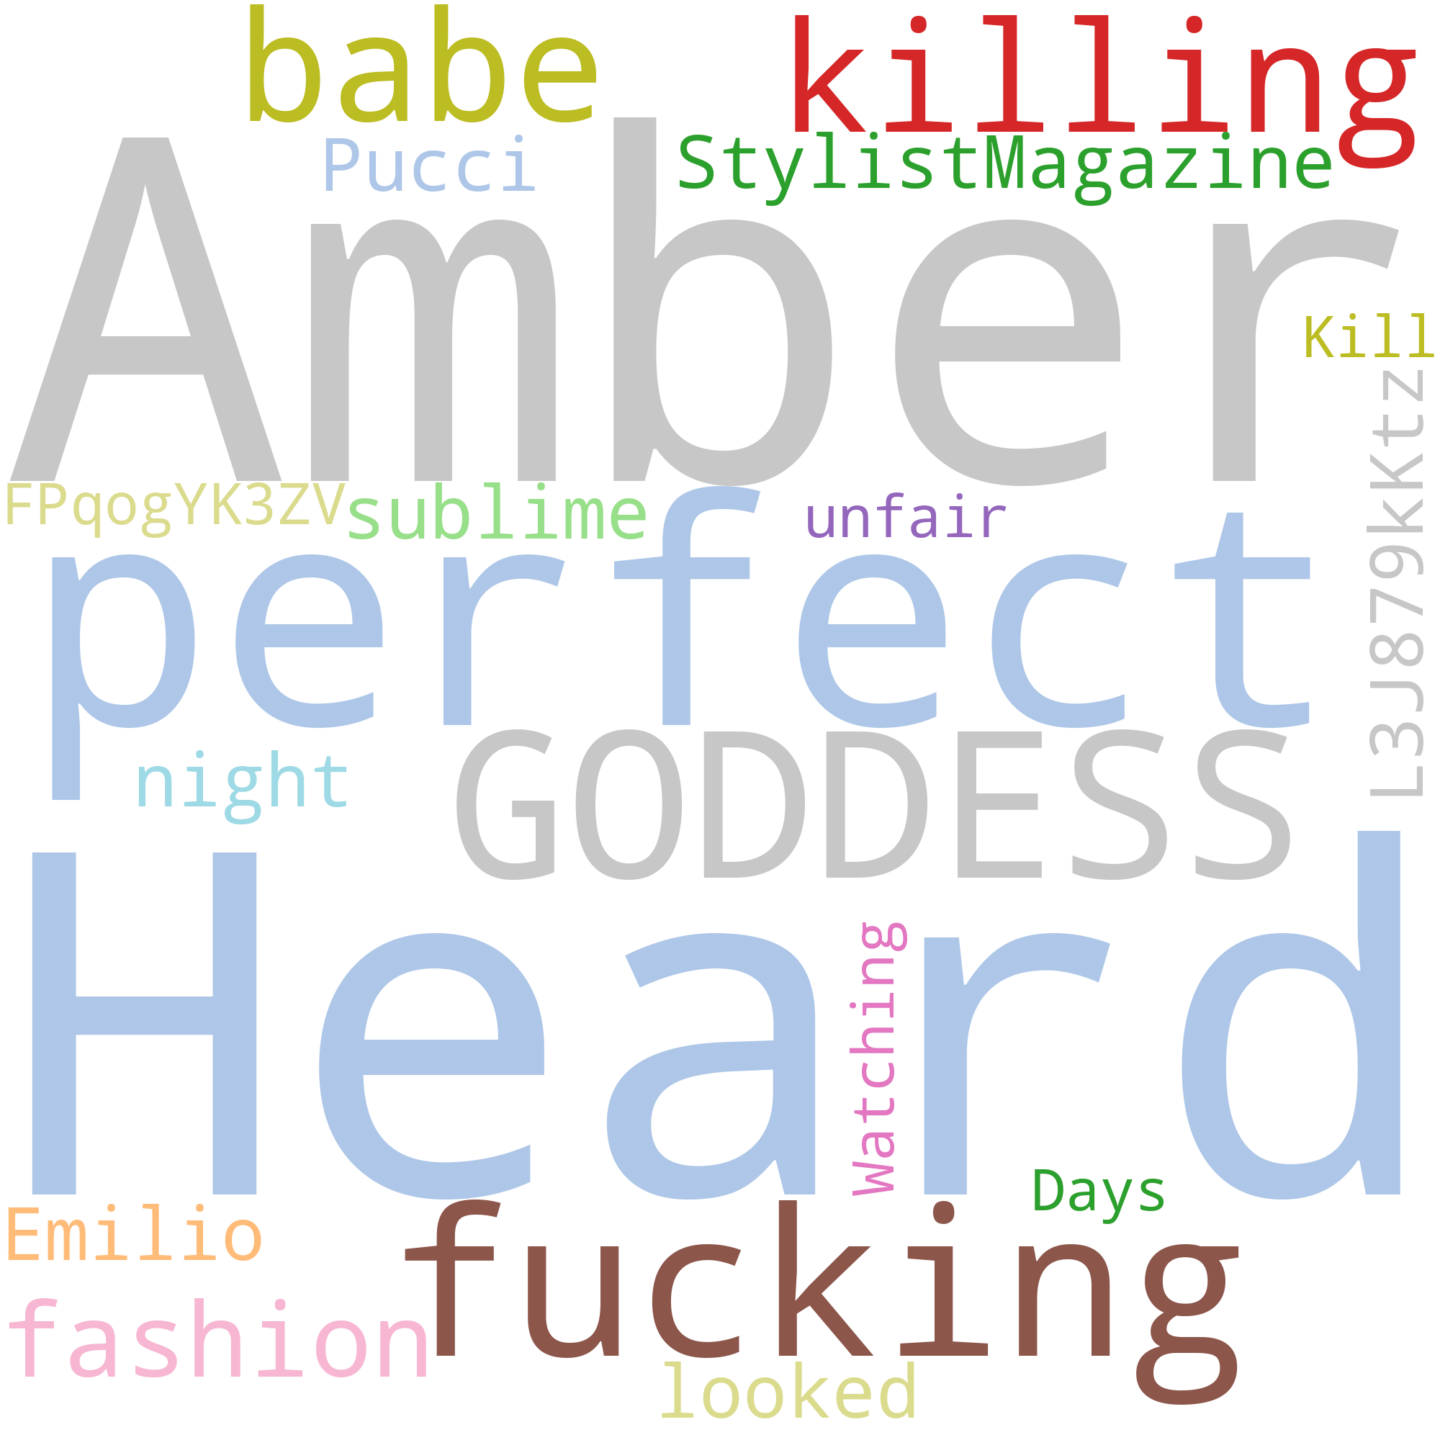 babe
killing
Pucci
StylistMagazine
Amber
Kill
L3J879kKtz
FPqogYK3ZV
sublime
unfair
perfect
night
GODDESS
Heard
Watching
Days
Emilio
fucking
fashion
looked